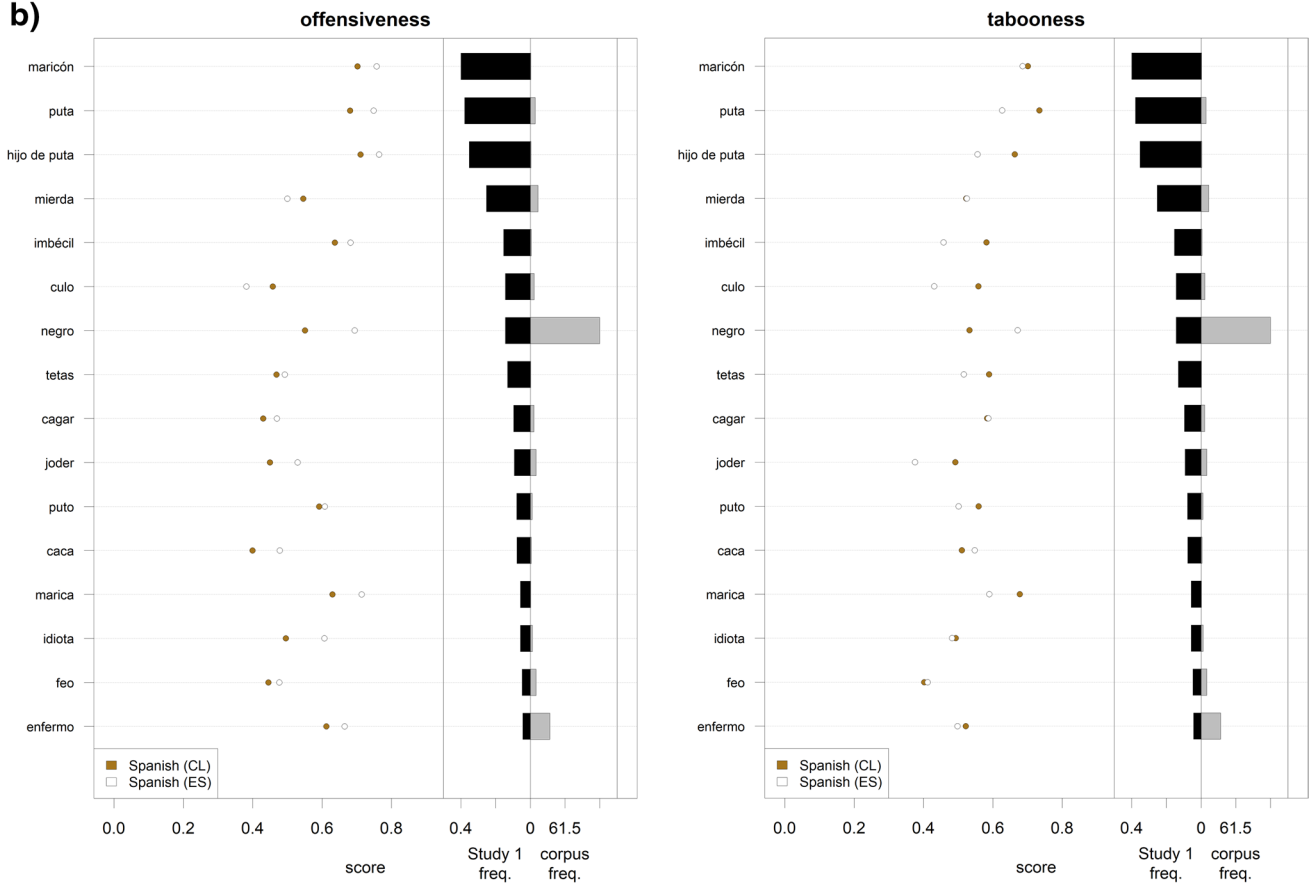 b)
offensiveness
maricón
puta
hijo de puta
mierda
imbécil
culo
negro
tetas
cagar
joder
puto
caca
marica
idiota
feo
enfermo
Spanish (CL)
Spanish (ES)
0.0 0.2 0.4 0.6 0.8 0.4 0 61.5
score
Study 1 freq.
corpus freq.
tabooness
maricón
puta
hijo de puta
mierda
imbécil
culo
negro
tetas
cagar
joder
puto
caca
marica
idiota
feo
enfermo
Spanish (CL)
Spanish (ES)
0.0 0.2 0.4 0.6 0.8 0.4 0 61.5
score
Study 1 freq.
corpus freq.